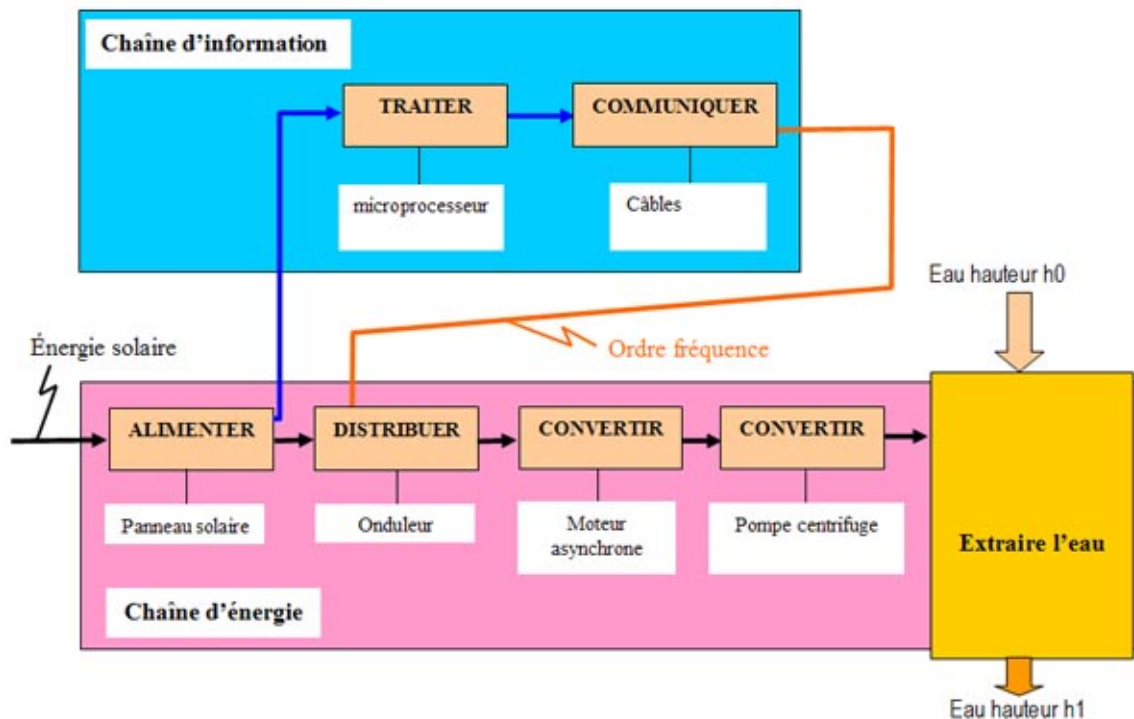 Chaîne d'information
TRAITER
COMMUNIQUER
microprocesseur
Câbles
Eau hauteur h0
Énergie solaire
Ordre fréquence
ALIMENTER
DISTRIBUER
CONVERTIR
CONVERTIR
Panneau solaire
Onduleur
Moteur
asynchrone
Pompe centrifuge
Extraire l'eau
Chaîne d'énergie
Eau hauteur h1